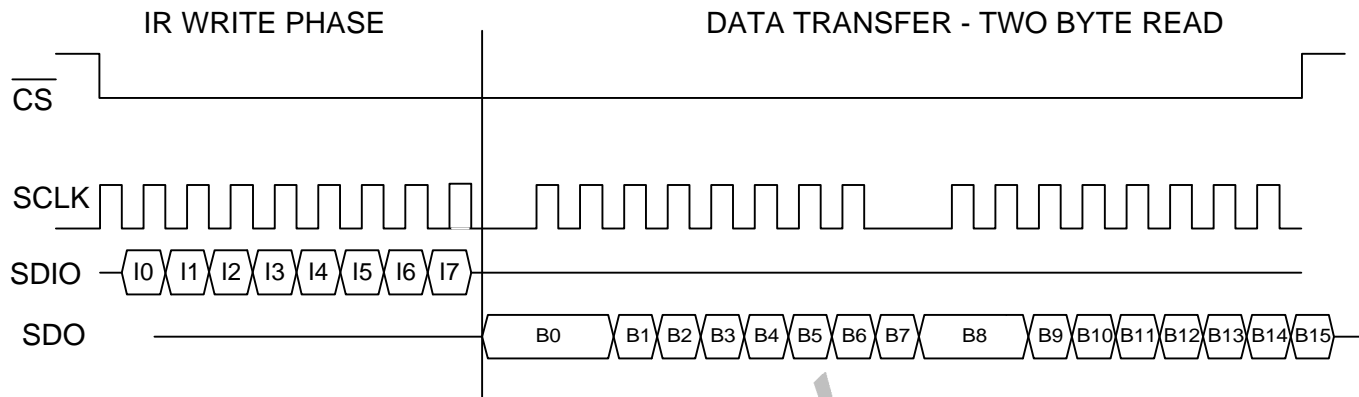 IR WRITE PHASE DATA TRANSFER - TWO BYTE READ
CS
SCLK
SDIO I0 I1 I2 I3 I4 I5 I6 I7
SDO B0 B1 B2 B3 B4 B5 B6 B7 B8 B9 B10 B11 B12 B13 B14 B15